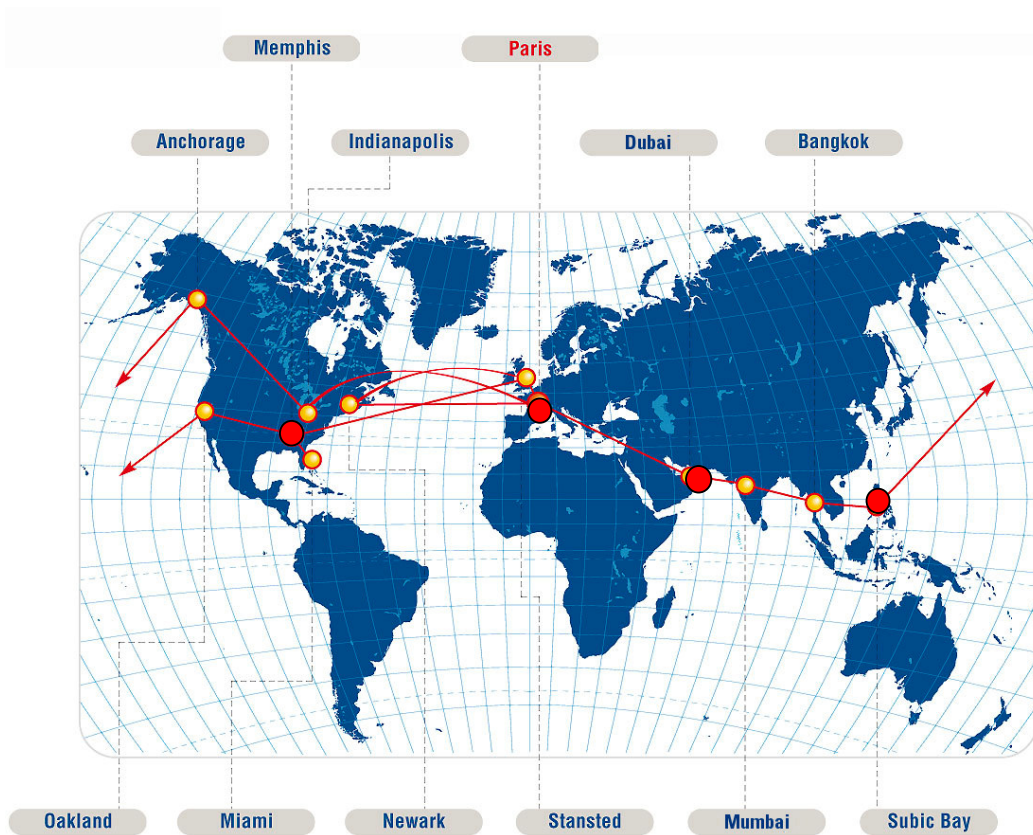 Memphis
Paris
Anchorage
Indianapolis
Dubai
Bangkok
Oakland
Miami
Newark
Stansted
Mumbai
Subic Bay